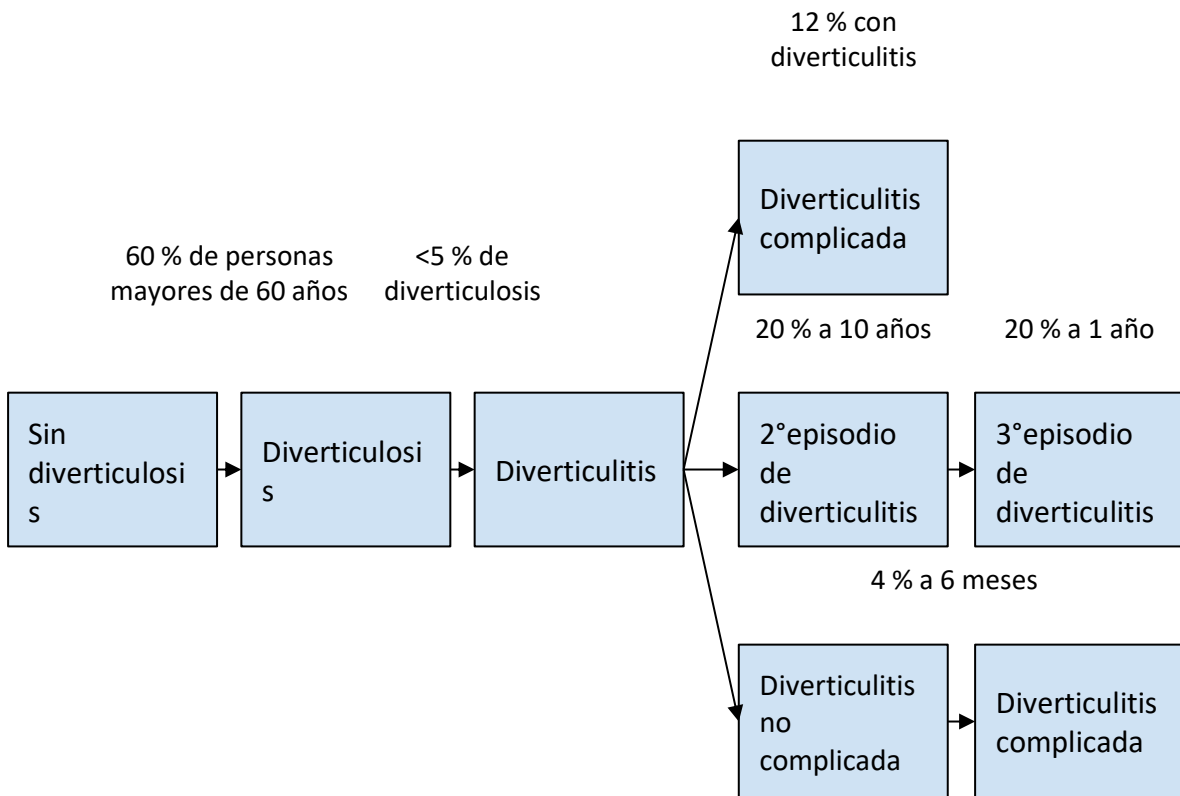 12 % con
diverticulitis
Diverticulitis
complicada
60 % de personas
mayores de 60 años
<5 % de
diverticulosis
20 % a 10 años
20 % a 1 año
Sin
diverticulosi
s
Diverticulosi
s
Diverticulitis
2°episodio
de
diverticulitis
3°episodio
de
diverticulitis
4 % a 6 meses
Diverticulitis
no
complicada
Diverticulitis
complicada